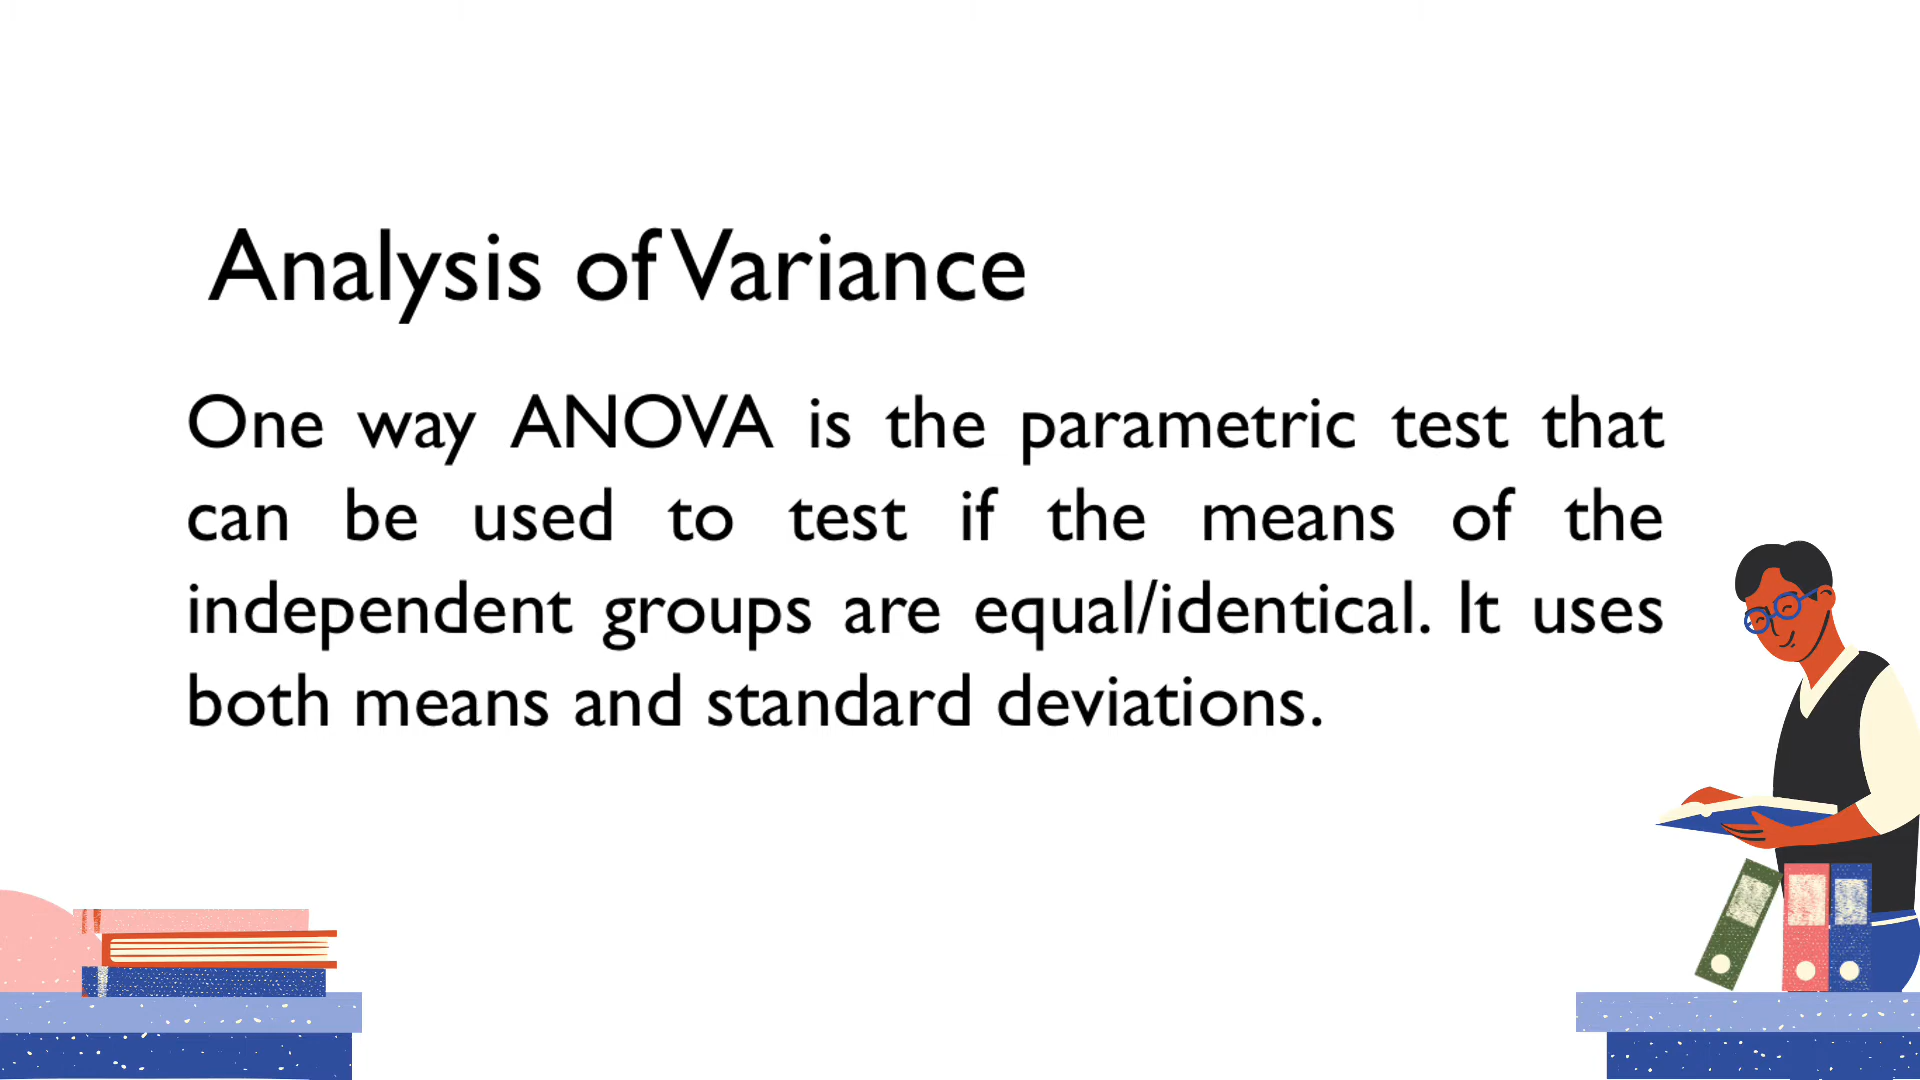 Analysis of Variance
One way ANOVA is the parametric test that
can be used to test if the means of the
independent groups are equal/identical. It uses
both means and standard deviations.